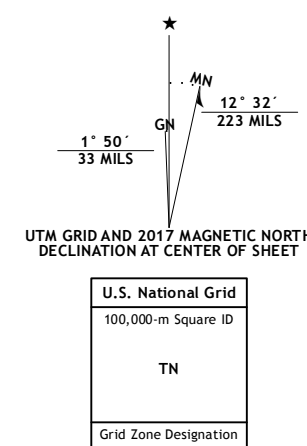 MN
GN
12° 32´
223 MILS
1° 50´
33 MILS
UTM GRID AND 2017 MAGNETIC NORTH
DECLINATION AT CENTER OF SHEET
U.S. National Grid
100,000-m Square ID
TN
Grid Zone Designation